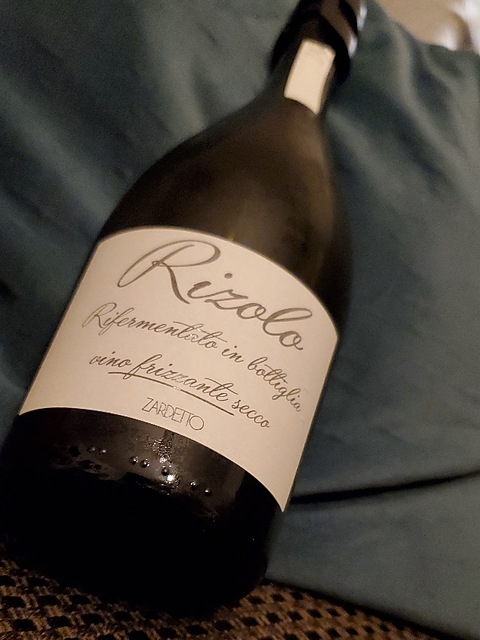 Rizolo
Rifermentato in bottiglia
vino frizzante secco
ZARDETTO